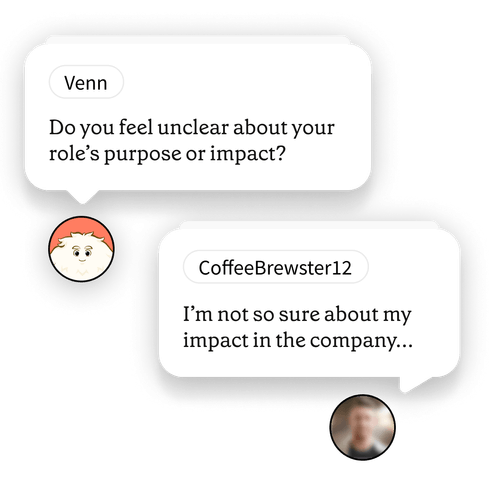 Venn
Do you feel unclear about your
role’s purpose or impact?
CoffeeBrewster12
I’m not so sure about my
impact in the company...